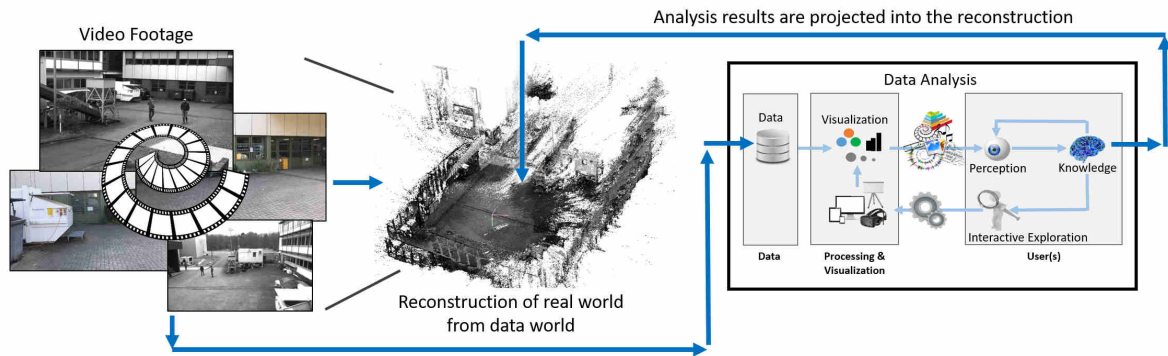 Analysis results are projected into the reconstruction
Video Footage
Data Analysis
Data
Visualization
Perception
Knowledge
Interactive Exploration
Data
Processing &
Visualization
User(s)
Reconstruction of real world
from data world